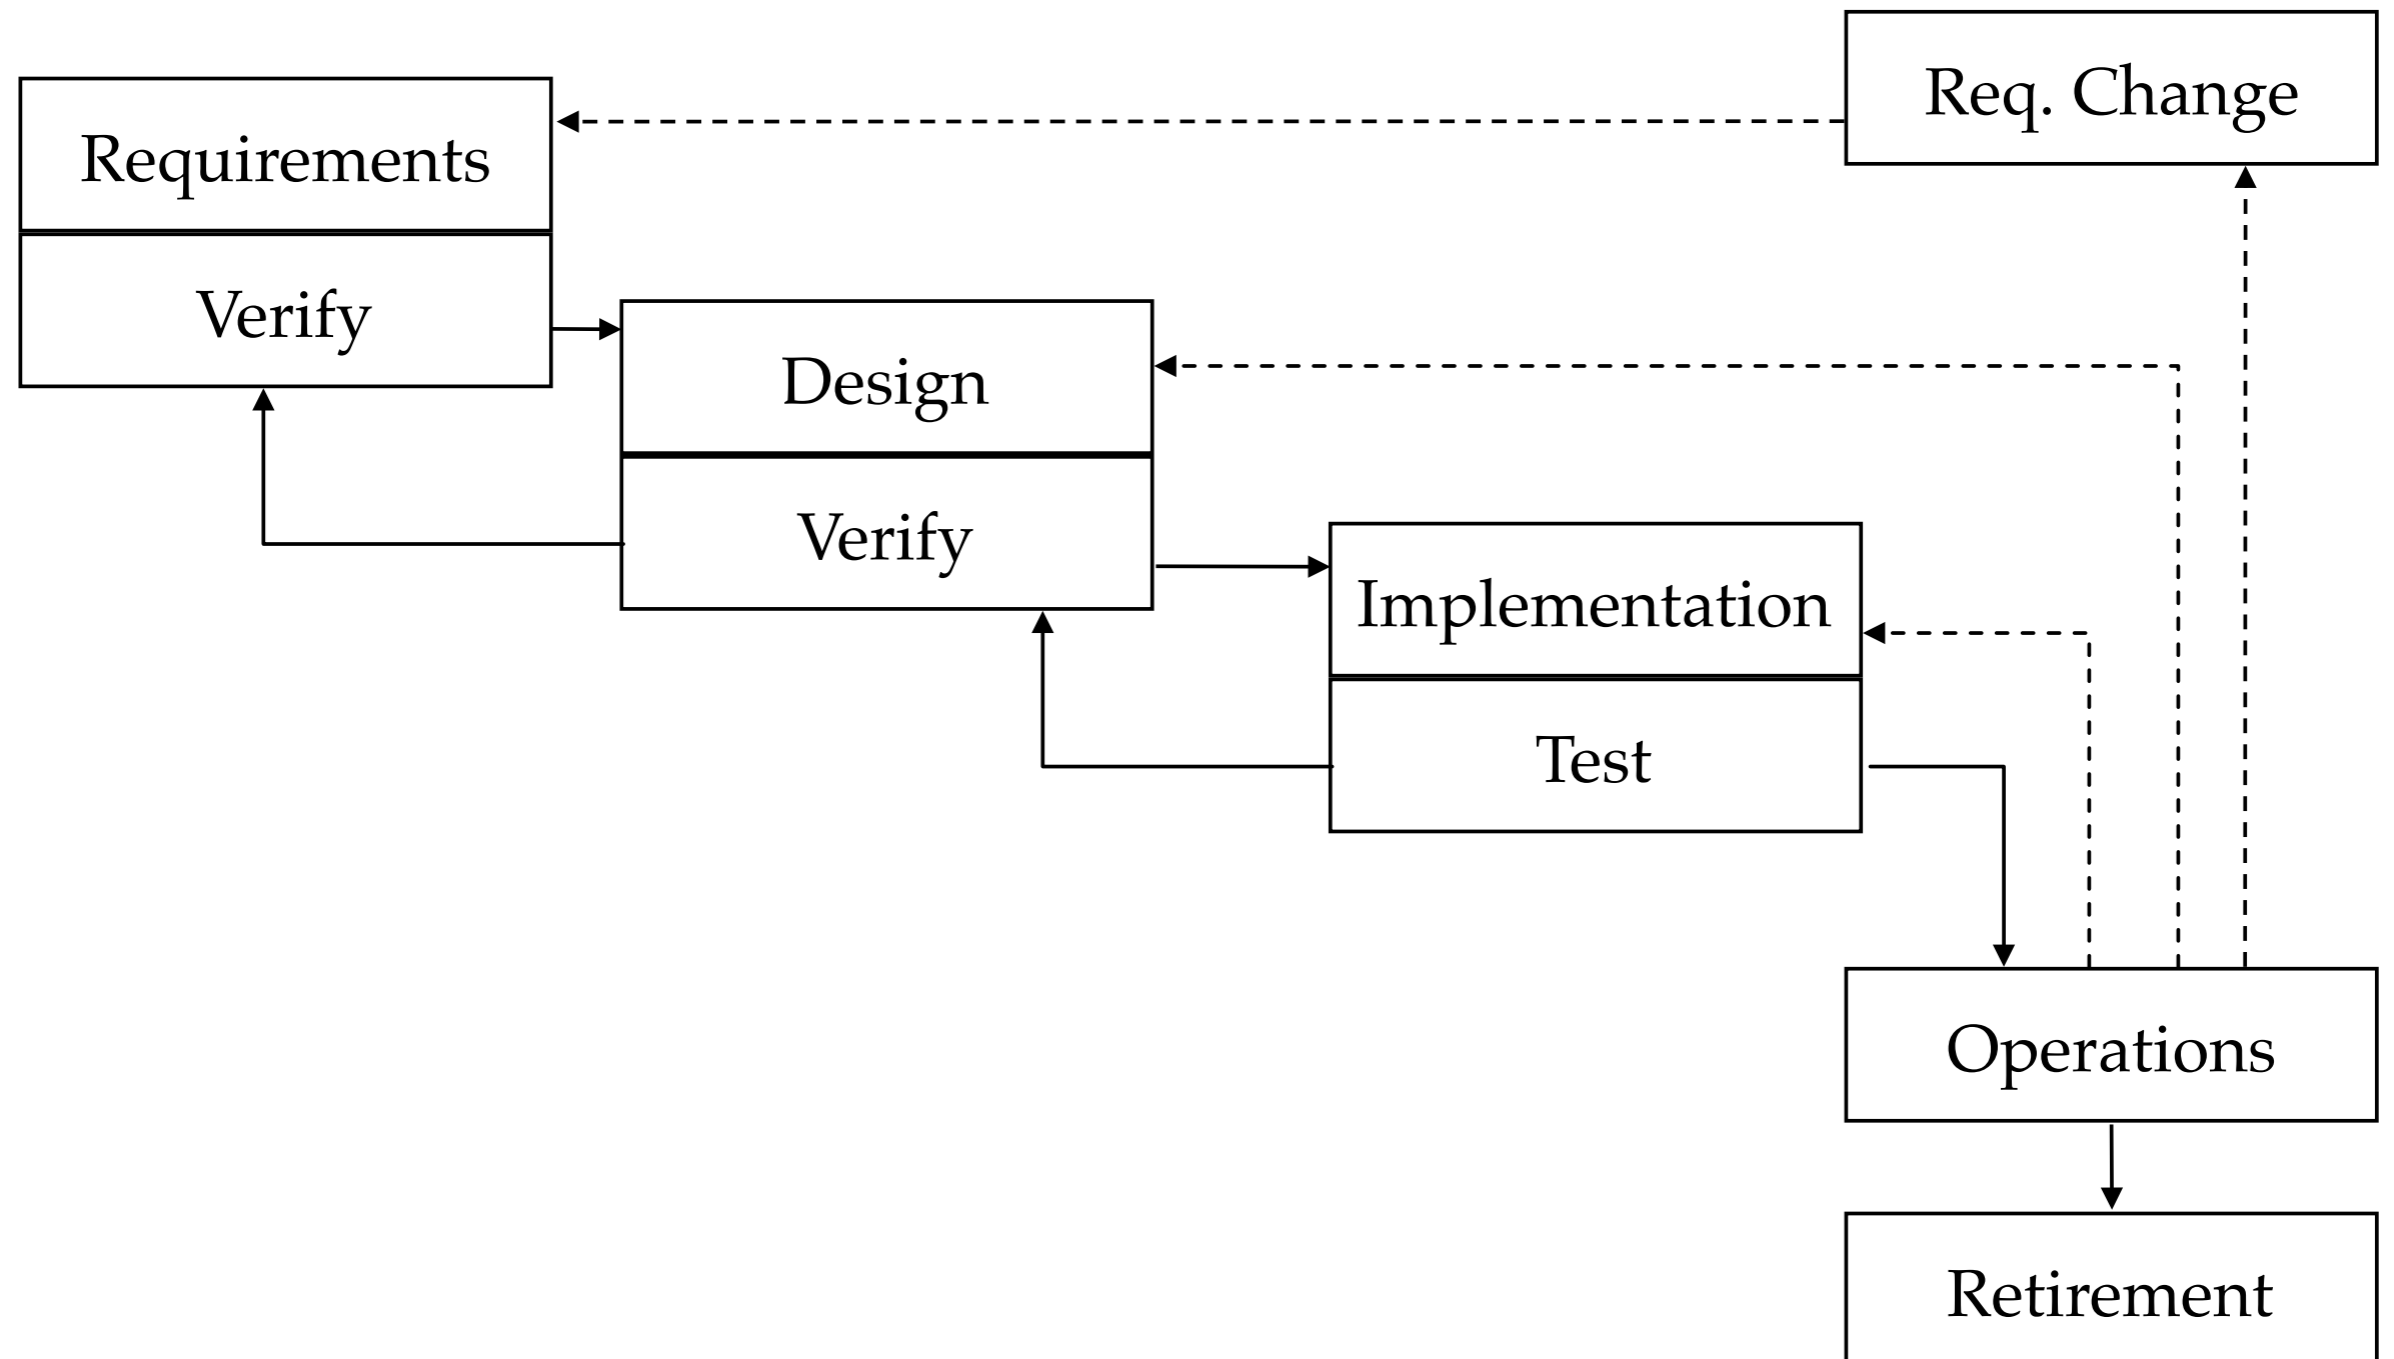 Req. Change
Requirements
Verify
Design
Verify
Implementation
Test
Operations
Retirement